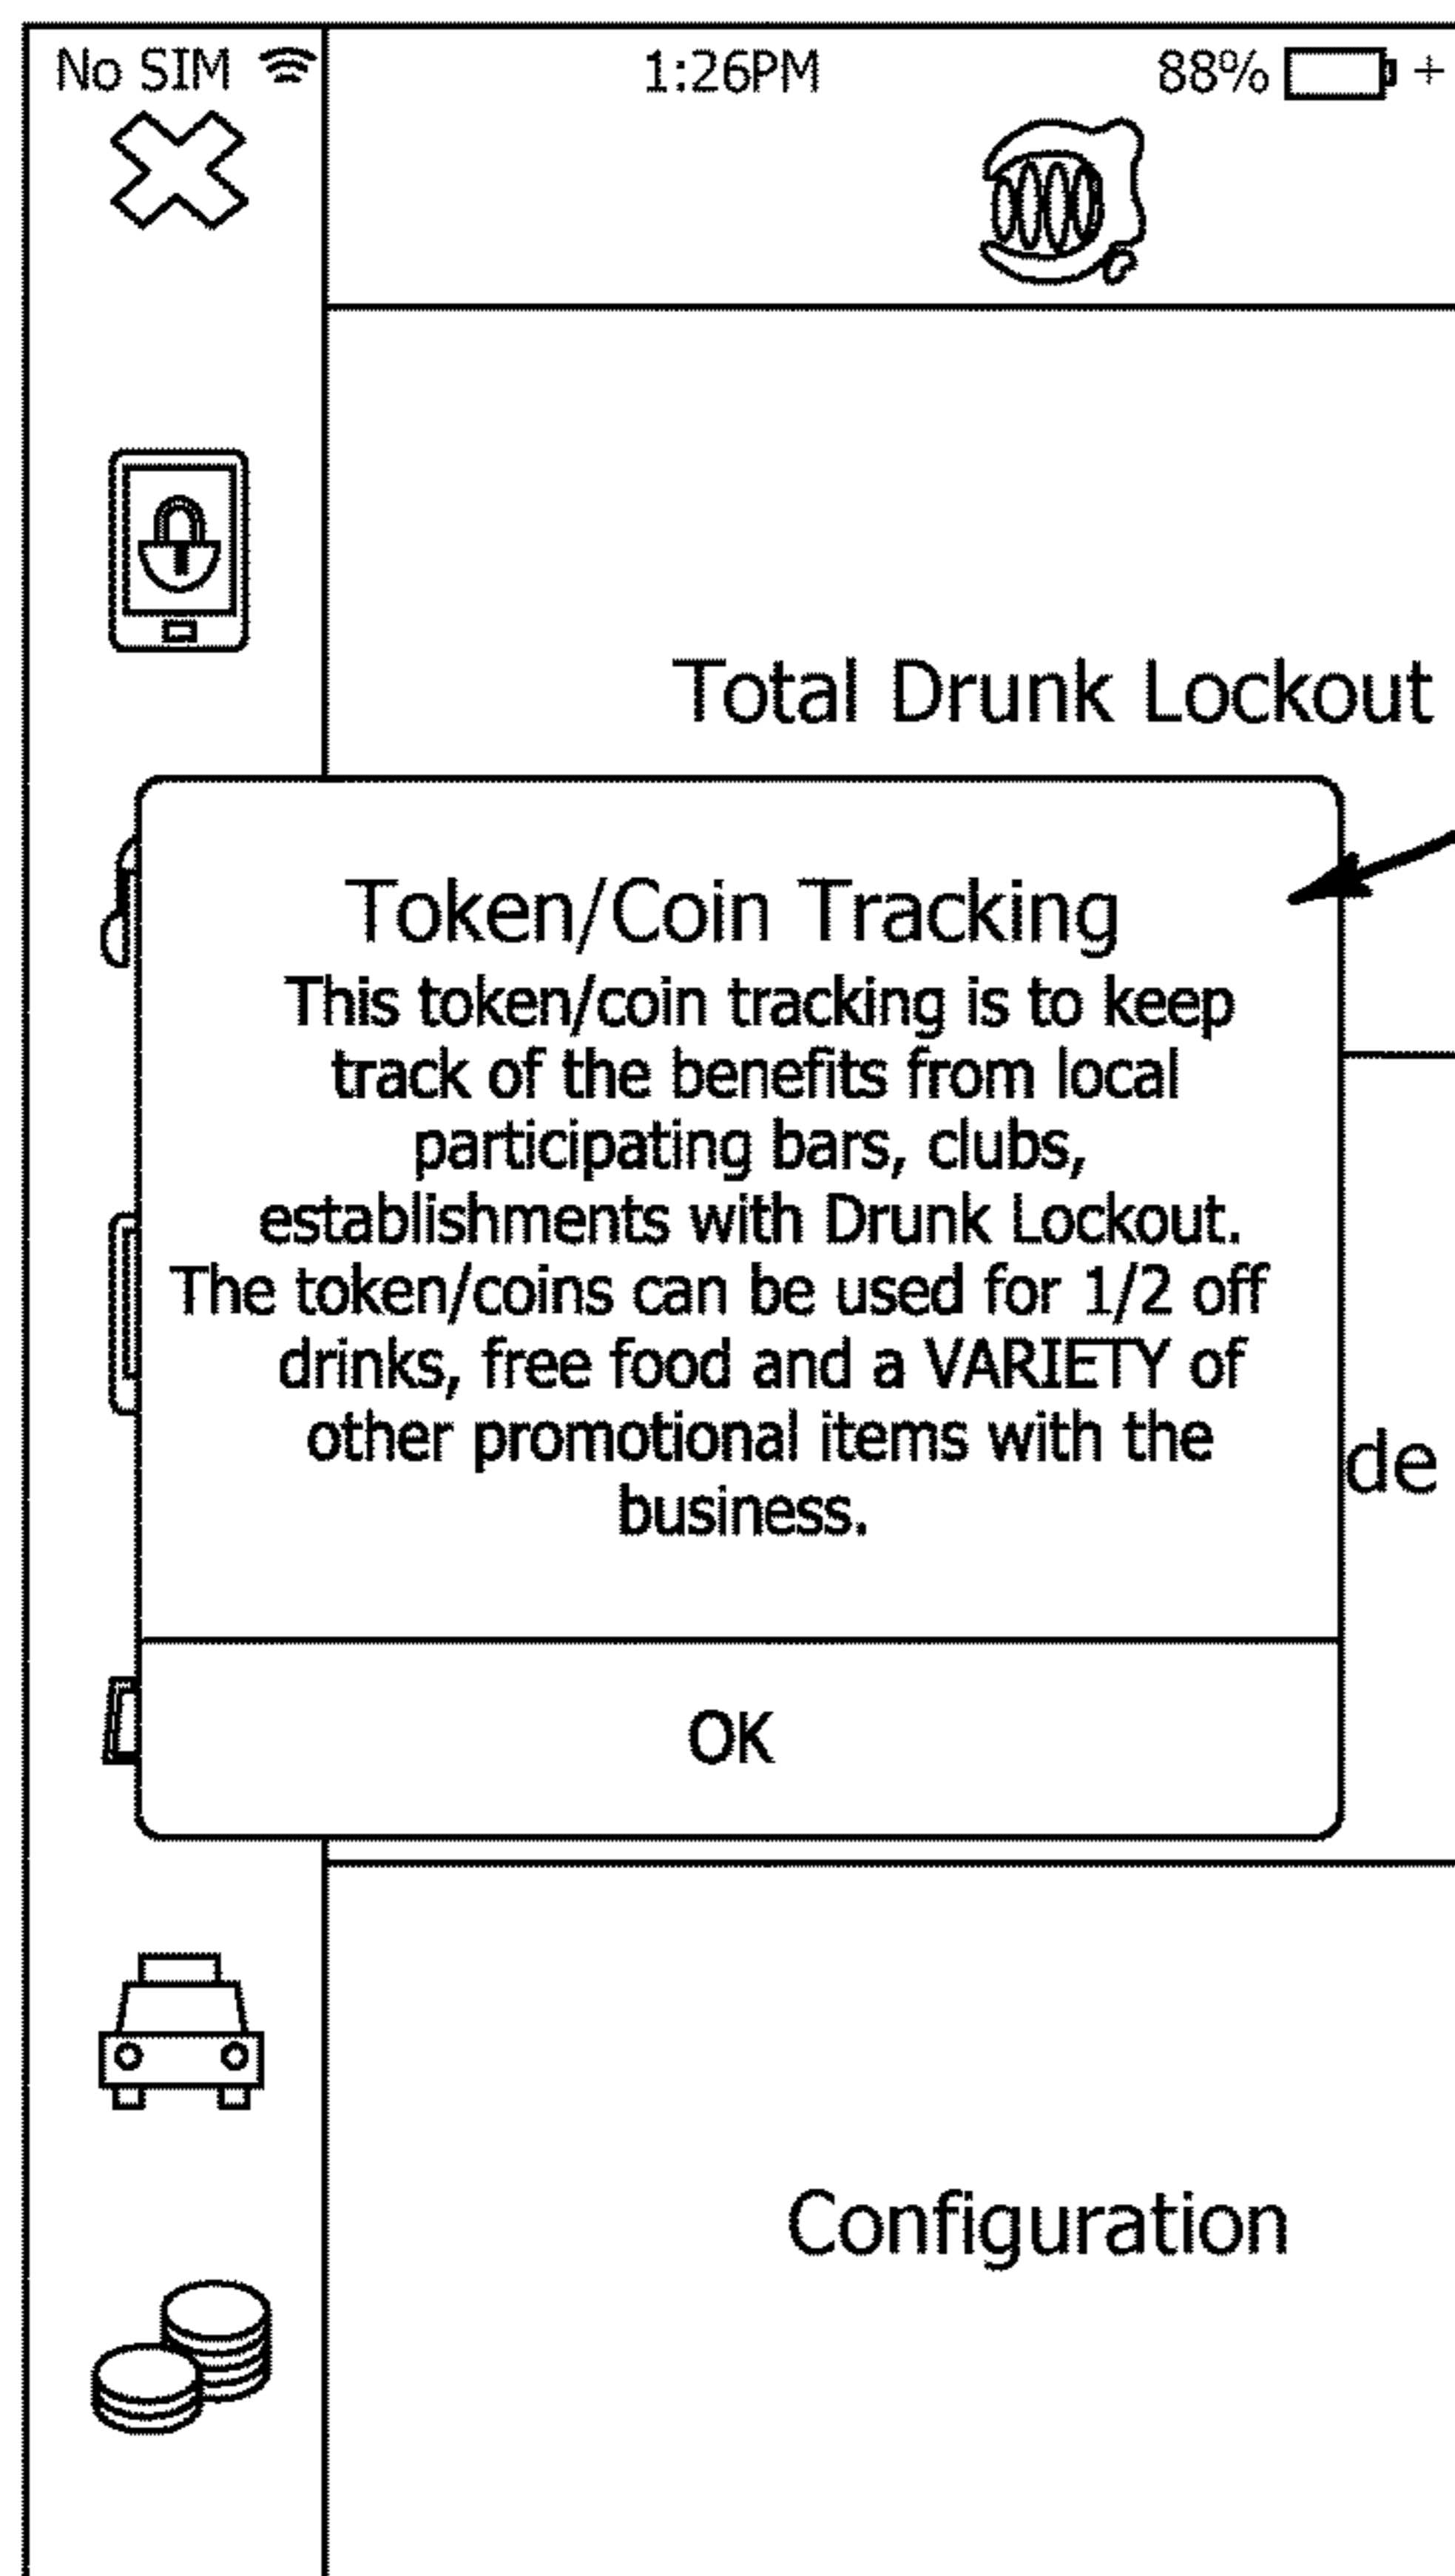 No SIM 1:26PM 88% +
Total Drunk Lockout
Token/Coin Tracking
This token/coin tracking is to keep
track of the benefits from local
participating bars, clubs,
establishments with Drunk Lockout.
The token/coins can be used for 1/2 off
drinks, free food and a VARIETY of
other promotional items with the
business.
de
OK
Configuration